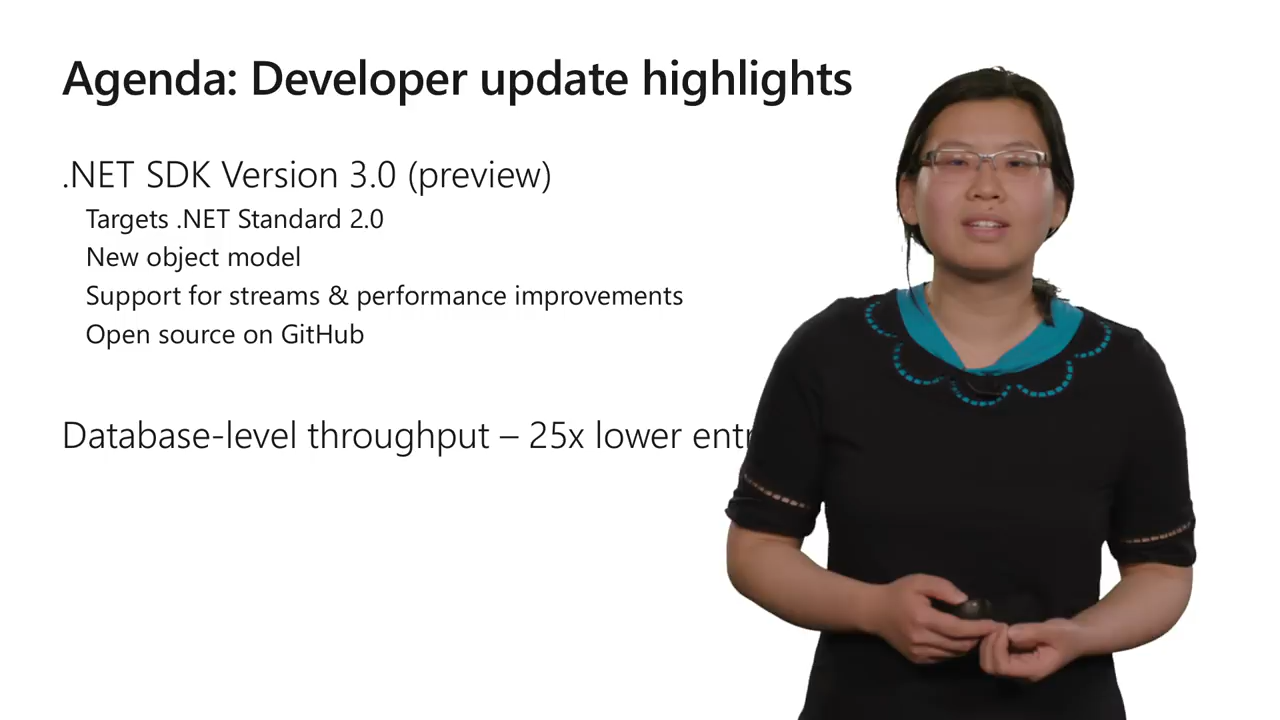 Agenda: Developer update highlights
.NET SDK Version 3.0 (preview)
Targets .NET Standard 2.0
New object model
Support for streams & performance improvements
Open source on GitHub
Database-level throughput – 25x lower